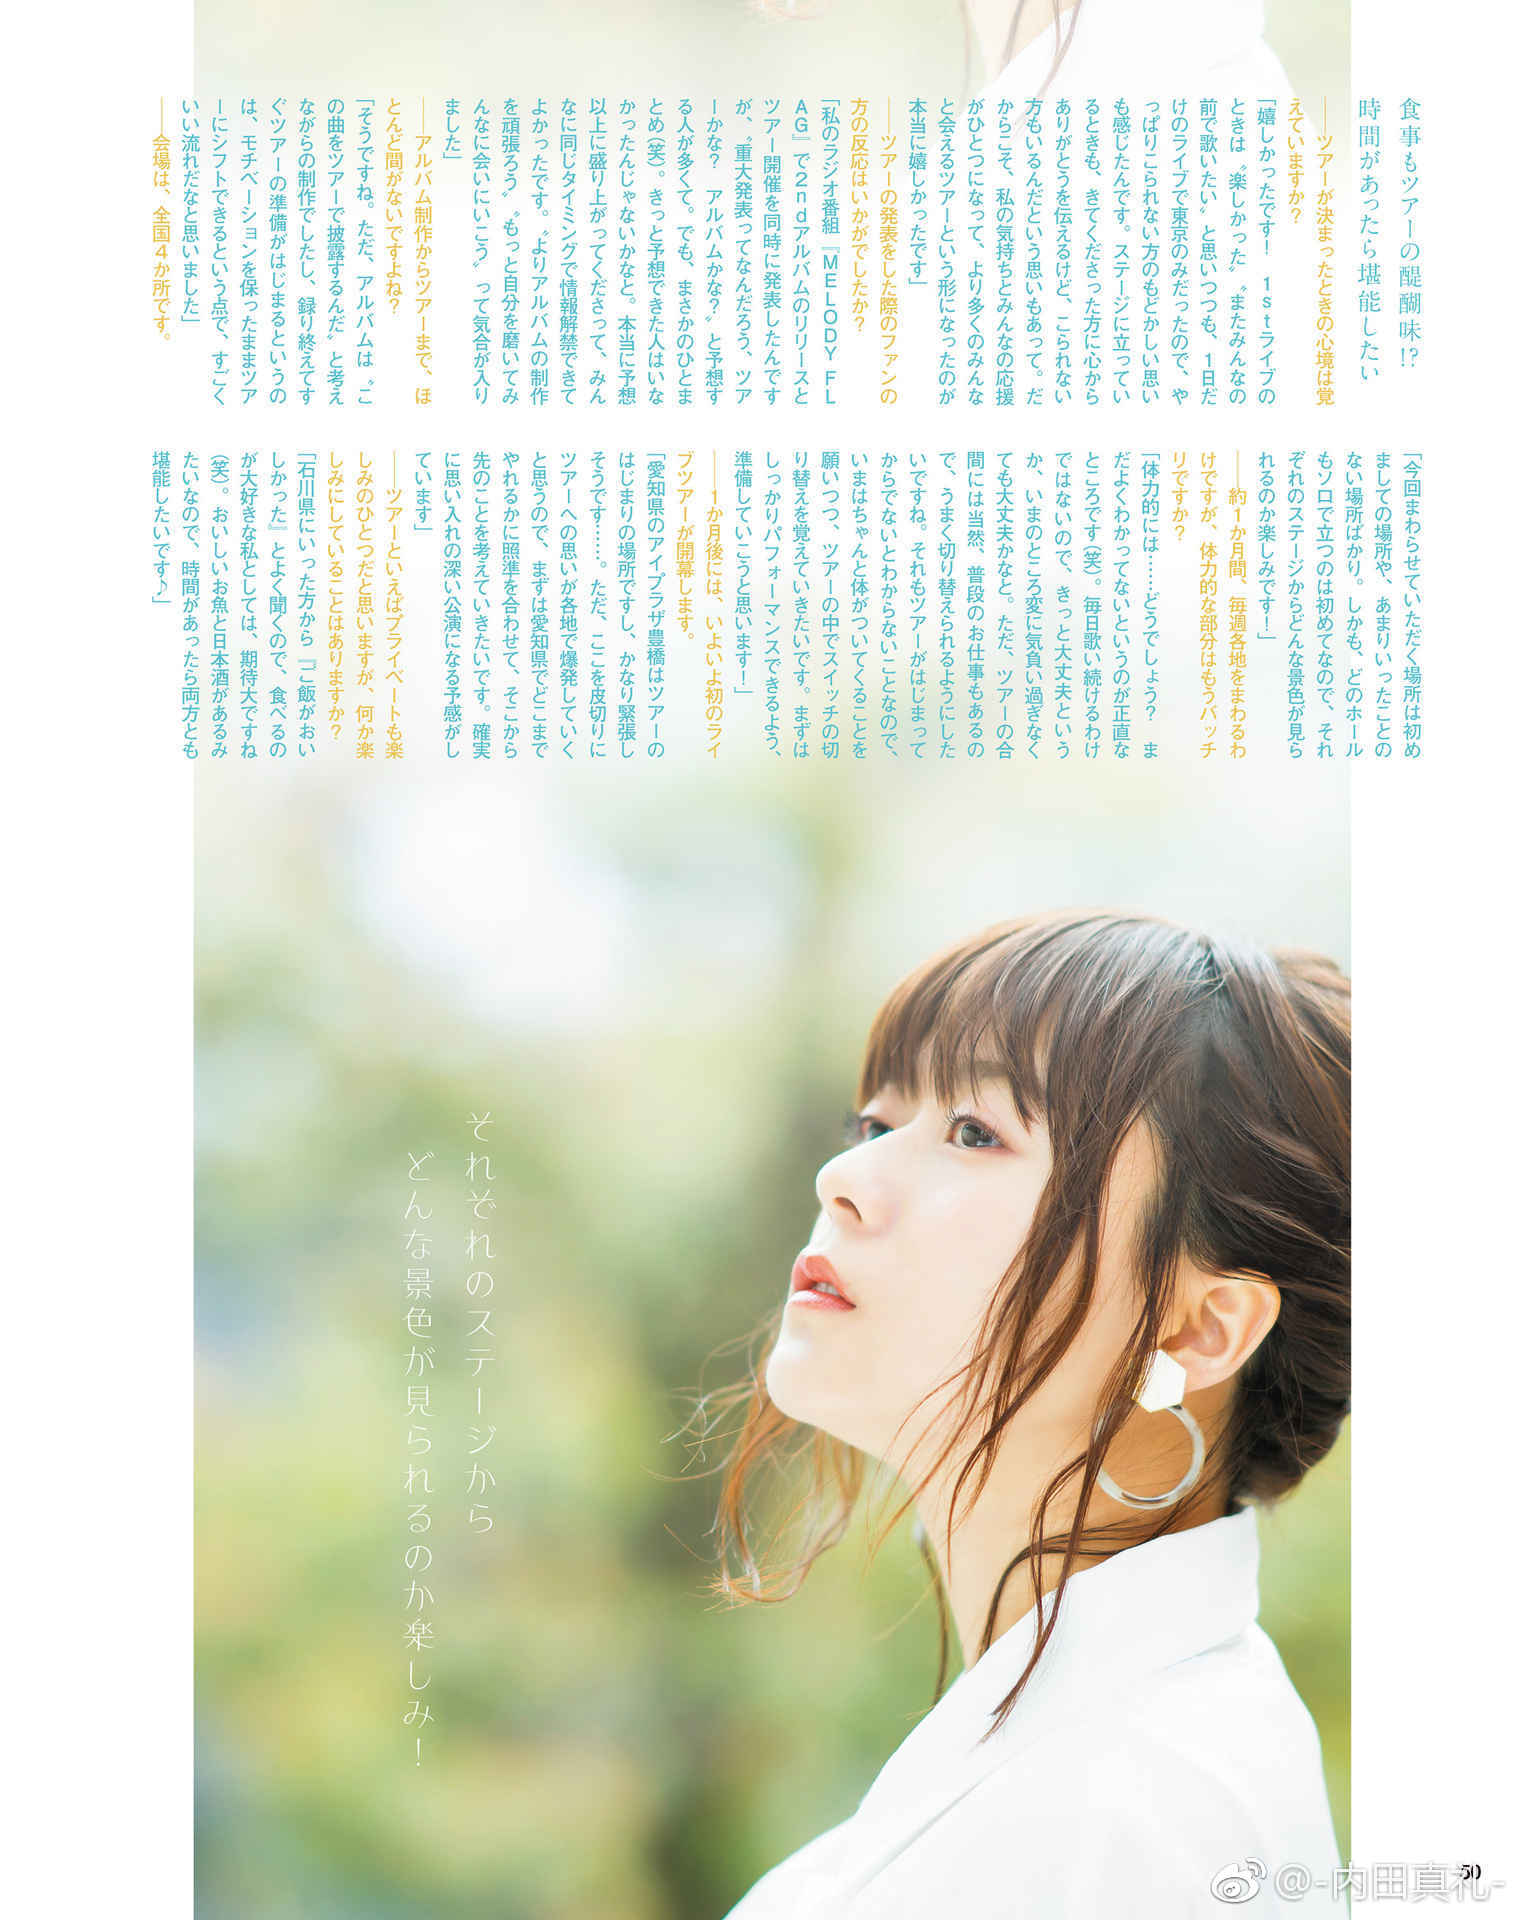 食事もツアーの醍醐味!?
時間があったら堪能したい
――ツアーが決まったときの心境は覚
えていますか？
「嬉しかったです！　1stライブの
ときは〝楽しかった〟〝またみんなの
前で歌いたい〟と思いつつも、1日だ
けのライブで東京のみだったので、や
っぱりこられない方のもどかしい思い
も感じたんです。ステージに立ってい
るときも、きてくださった方に心から
ありがとうを伝えるけど、こられない
方もいるんだという思いもあって。だ
からこそ、私の気持ちとみんなの応援
がひとつになって、より多くのみんな
と会えるツアーという形になったのが
本当に嬉しかったです」
――ツアーの発表をした際のファンの
方の反応はいかがでしたか？
「私のラジオ番組『MELODY FL
AG』で2ndアルバムのリリースと
ツアー開催を同時に発表したんです
が、〝重大発表ってなんだろう、ツア
ーかな？　アルバムかな？〟と予想す
る人が多くて。でも、まさかのひとま
とめ（笑）。きっと予想できた人はいな
かったんじゃないかなと。本当に予想
以上に盛り上がってくださって、みん
なに同じタイミングで情報解禁できて
よかったです。〝よりアルバムの制作
を頑張ろう〟〝もっと自分を磨いてみ
んなに会いにいこう〟って気合が入り
ました」
――アルバム制作からツアーまで、ほ
とんど間がないですよね？
「そうですね。ただ、アルバムは〝こ
の曲をツアーで披露するんだ〟と考え
ながらの制作でしたし、録り終えてす
ぐツアーの準備がはじまるというの
は、モチベーションを保ったままツア
ーにシフトできるという点で、すごく
いい流れだなと思いました」
――会場は、全国4か所です。
「今回まわらせていただく場所は初め
ましての場所や、あまりいったことの
ない場所ばかり。しかも、どのホール
もソロで立つのは初めてなので、それ
ぞれのステージからどんな景色が見ら
れるのか楽しみです！」
――約1か月間、毎週各地をまわるわ
けですが、体力的な部分はもうバッチ
リですか？
「体力的には……どうでしょう？　ま
だよくわかってないというのが正直な
ところです（笑）。毎日歌い続けるわけ
ではないので、きっと大丈夫という
か、いまのところ変に気負い過ぎなく
ても大丈夫かなと。ただ、ツアーの合
間には当然、普段のお仕事もあるの
で、うまく切り替えられるようにした
いですね。それもツアーがはじまって
からでないとわからないことなので、
いまはちゃんと体がついてくることを
願いつつ、ツアーの中でスイッチの切
り替えを覚えていきたいです。まずは
しっかりパフォーマンスできるよう、
準備していこうと思います！」
――1か月後には、いよいよ初のライ
ブツアーが開幕します。
「愛知県のアイプラザ豊橋はツアーの
はじまりの場所ですし、かなり緊張し
そうです……。ただ、ここを皮切りに
ツアーへの思いが各地で爆発していく
と思うので、まずは愛知県でどこまで
やれるかに照準を合わせて、そこから
先のことを考えていきたいです。確実
に思い入れの深い公演になる予感がし
ています」
――ツアーといえばプライベートも楽
しみのひとつだと思いますが、何か楽
しみにしていることはありますか？
「石川県にいった方から『ご飯がおい
しかった』とよく聞くので、食べるの
が大好きな私としては、期待大ですね
（笑）。おいしいお魚と日本酒があるみ
たいなので、時間があったら両方とも
堪能したいです♪」
それぞれのステージから
どんな景色が見られるのか楽しみ！
50
@-内田真礼-